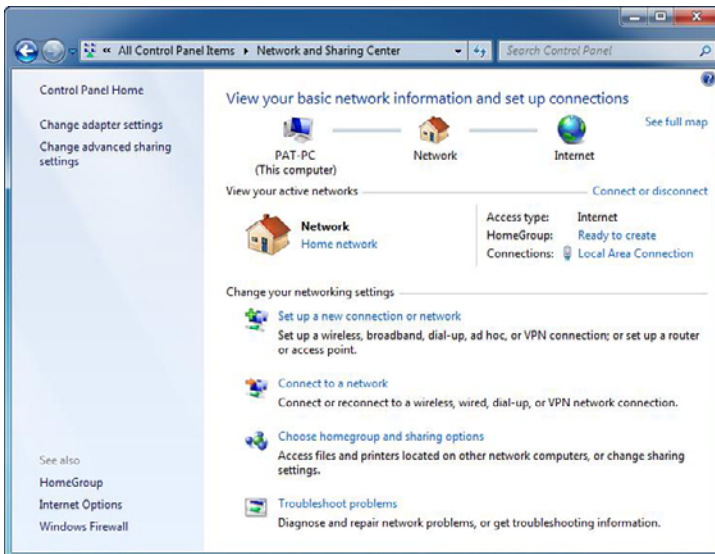 « All Control Panel Items ▸ Network and Sharing Center
Search Control Panel
Control Panel Home
Change adapter settings
Change advanced sharing
settings
View your basic network information and set up connections
See full map
PAT-PC
(This computer)
Network
Internet
View your active networks
Connect or disconnect
Network
Home network
Access type: Internet
HomeGroup: Ready to create
Connections: Local Area Connection
Change your networking settings
Set up a new connection or network
Set up a wireless, broadband, dial-up, ad hoc, or VPN connection; or set up a router
or access point.
Connect to a network
Connect or reconnect to a wireless, wired, dial-up, or VPN network connection.
Choose homegroup and sharing options
Access files and printers located on other network computers, or change sharing
settings.
Troubleshoot problems
Diagnose and repair network problems, or get troubleshooting information.
See also
HomeGroup
Internet Options
Windows Firewall